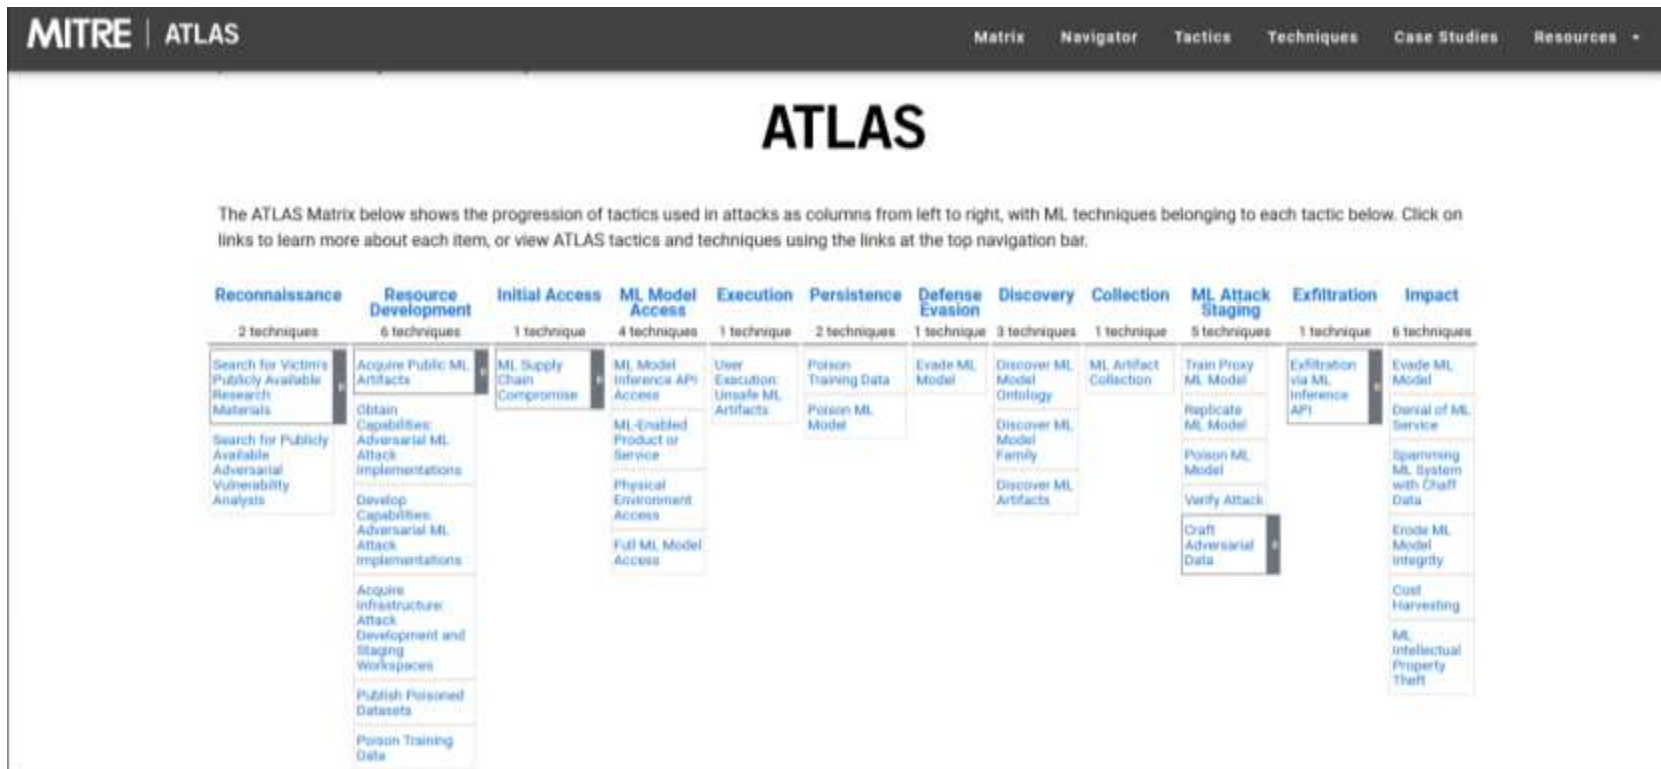 MITRE | ATLAS
Matrix Navigator Tactics Techniques Case Studies Resources
ATLAS
The ATLAS Matrix below shows the progression of tactics used in attacks as columns from left to right, with ML techniques belonging to each tactic below. Click on
links to learn more about each item, or view ATLAS tactics and techniques using the links at the top navigation bar.
Reconnaissance
2 techniques
Search for Victim's
Publicly Available
Research
Materials
Search for Publicly
Available
Adversarial
Vulnerability
Analysis
Resource
Development
6 techniques
Acquire Public ML
Artifacts
Obtain
Capabilities:
Adversarial ML
Attack
Implementations
Develop
Capabilities:
Adversarial ML
Attack
Implementations
Acquire
Infrastructure:
Attack
Development and
Staging
Workspaces
Publish Poisoned
Datasets
Poison Training
Data
Initial Access
1 technique
ML Supply
Chain
Compromise
ML Model
Access
4 techniques
ML Model
Inference API
Access
ML-Enabled
Product or
Service
Physical
Environment
Access
Full ML Model
Access
Execution
1 technique
User
Execution:
Unsafe ML
Artifacts
Persistence
2 techniques
Poison
Training Data
Poison ML
Model
Defense
Evasion
1 technique
Evade ML
Model
Discovery
3 techniques
Discover ML
Model
Ontology
Discover ML
Model
Family
Discover ML
Artifacts
Collection
1 technique
ML Artifact
Collection
ML Attack
Staging
5 techniques
Train Proxy
ML Model
Replicate
ML Model
Poison ML
Model
Verify Attack
Craft
Adversarial
Data
Exfiltration
1 technique
Exfiltration
via ML
Inference
API
Impact
6 techniques
Evade ML
Model
Denial of ML
Service
Spamming
ML System
with Chaff
Data
Erode ML
Model
Integrity
Cost
Harvesting
ML
Intellectual
Property
Theft